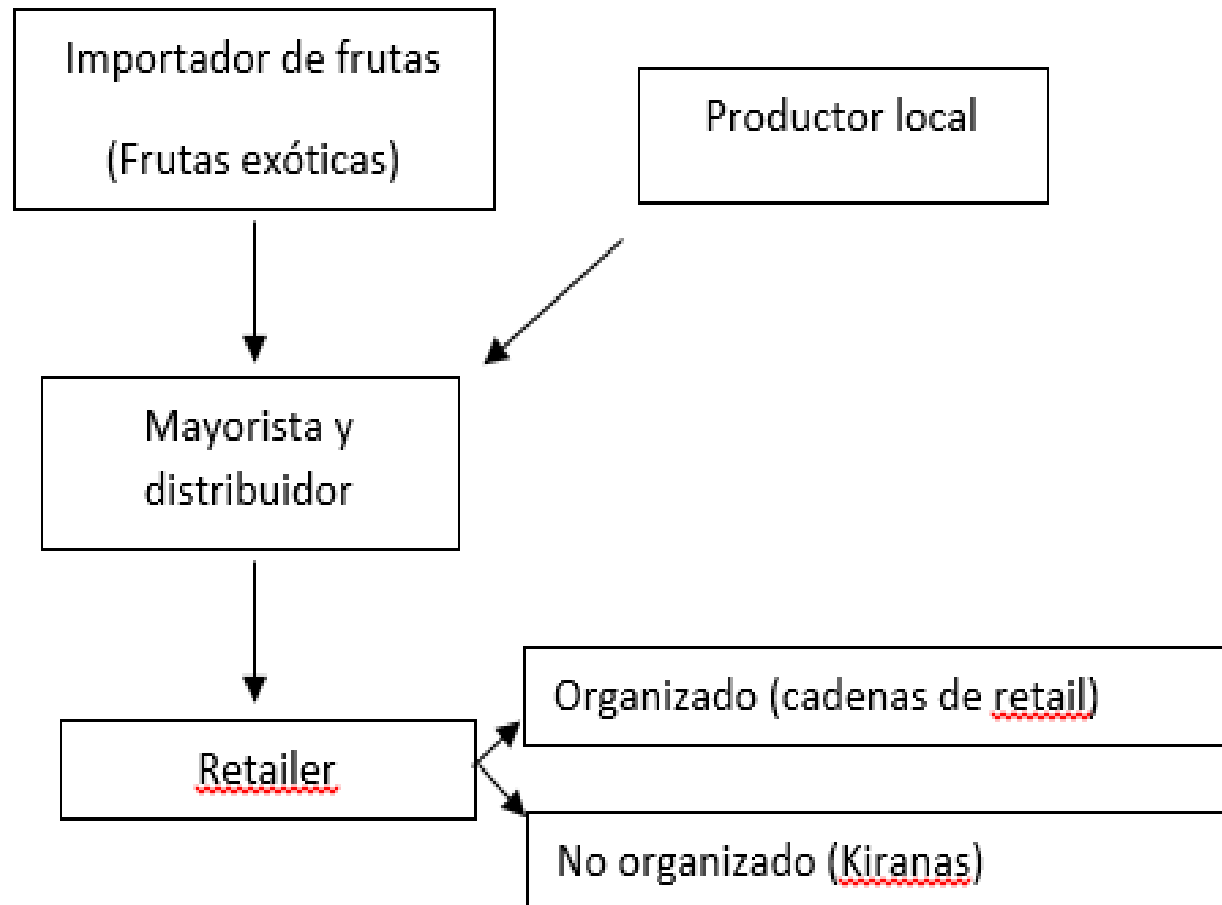 Importador de frutas
(Frutas exóticas)
Productor local
Mayorista y
distribuidor
Organizado (cadenas de retail)
Retailer
No organizado (Kiranas)